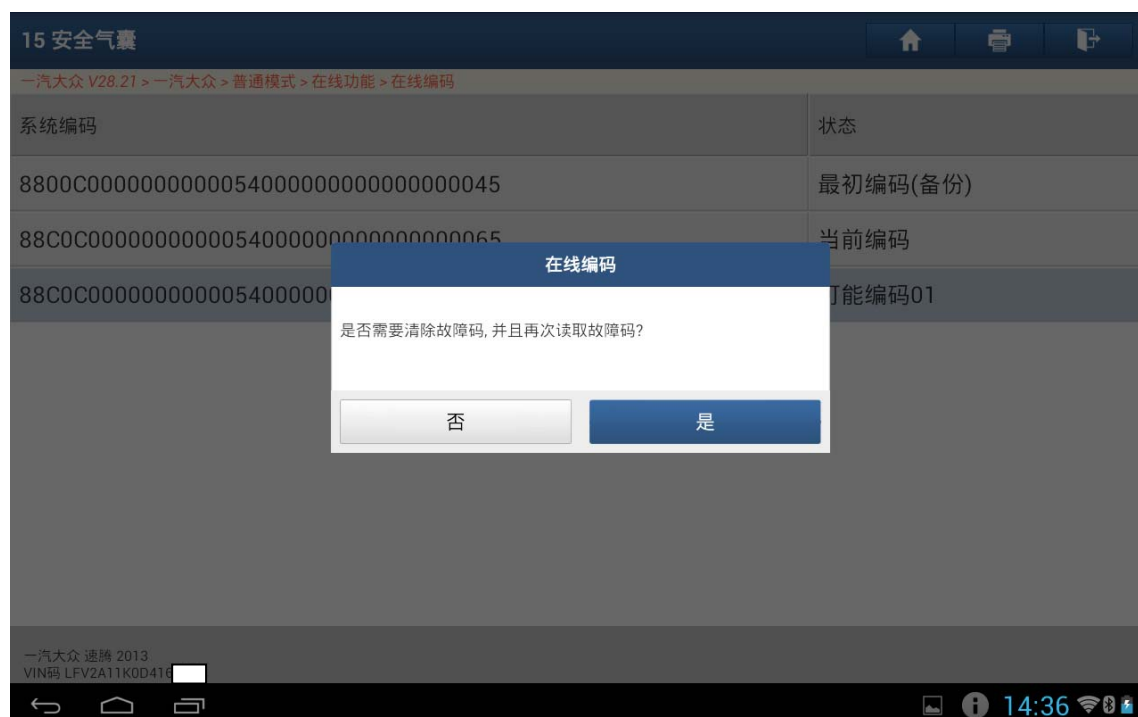 15 安全气囊
一汽大众 V28.21 > 一汽大众 > 普通模式 > 在线功能 > 在线编码
系统编码
状态
8800C000000000005400000000000000000045
最初编码(备份)
88C0C000000000005400000000000000000065
当前编码
88C0C000000000005400000
可能编码01
在线编码
是否需要清除故障码, 并且再次读取故障码?
否
是
一汽大众 速腾 2013
VIN码 LFV2A11K0D416
14:36